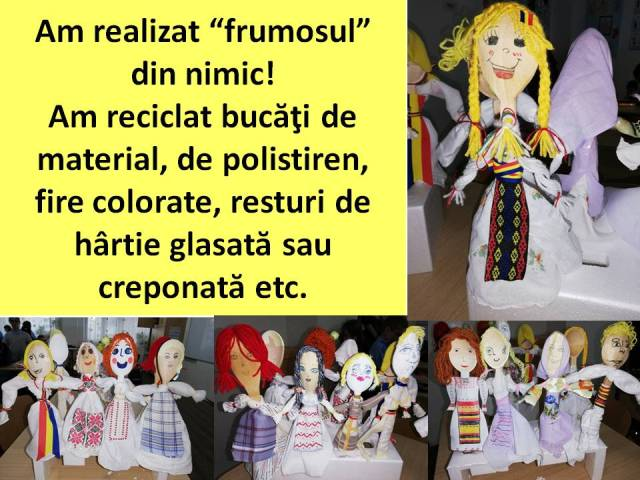 Am realizat “frumosul”
din nimic!
Am reciclat bucăţi de
material, de polistiren,
fire colorate, resturi de
hârtie glasată sau
creponată etc.